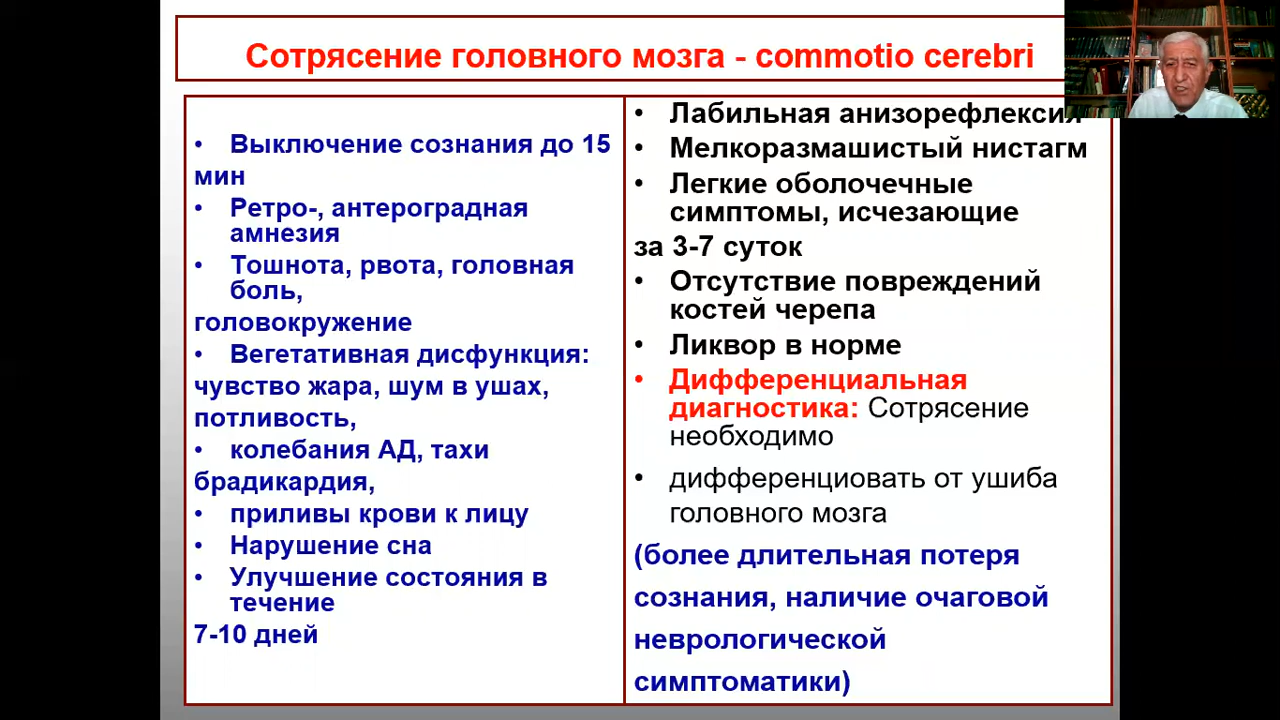 Сотрясение головного мозга - commotio cerebri
• Выключение сознания до 15
мин
• Ретро-, антероградная
амнезия
• Тошнота, рвота, головная
боль,
головокружение
• Вегетативная дисфункция:
чувство жара, шум в ушах,
потливость,
• колебания АД, тахи
брадикардия,
• приливы крови к лицу
• Нарушение сна
• Улучшение состояния в
течение
7-10 дней
• Лабильная анизорефлексия
• Мелкоразмашистый нистагм
• Легкие оболочечные
симптомы, исчезающие
за 3-7 суток
• Отсутствие повреждений
костей черепа
• Ликвор в норме
• Дифференциальная
диагностика: Сотрясение
необходимо
• дифференциовать от ушиба
головного мозга
(более длительная потеря
сознания, наличие очаговой
неврологической
симптоматики)